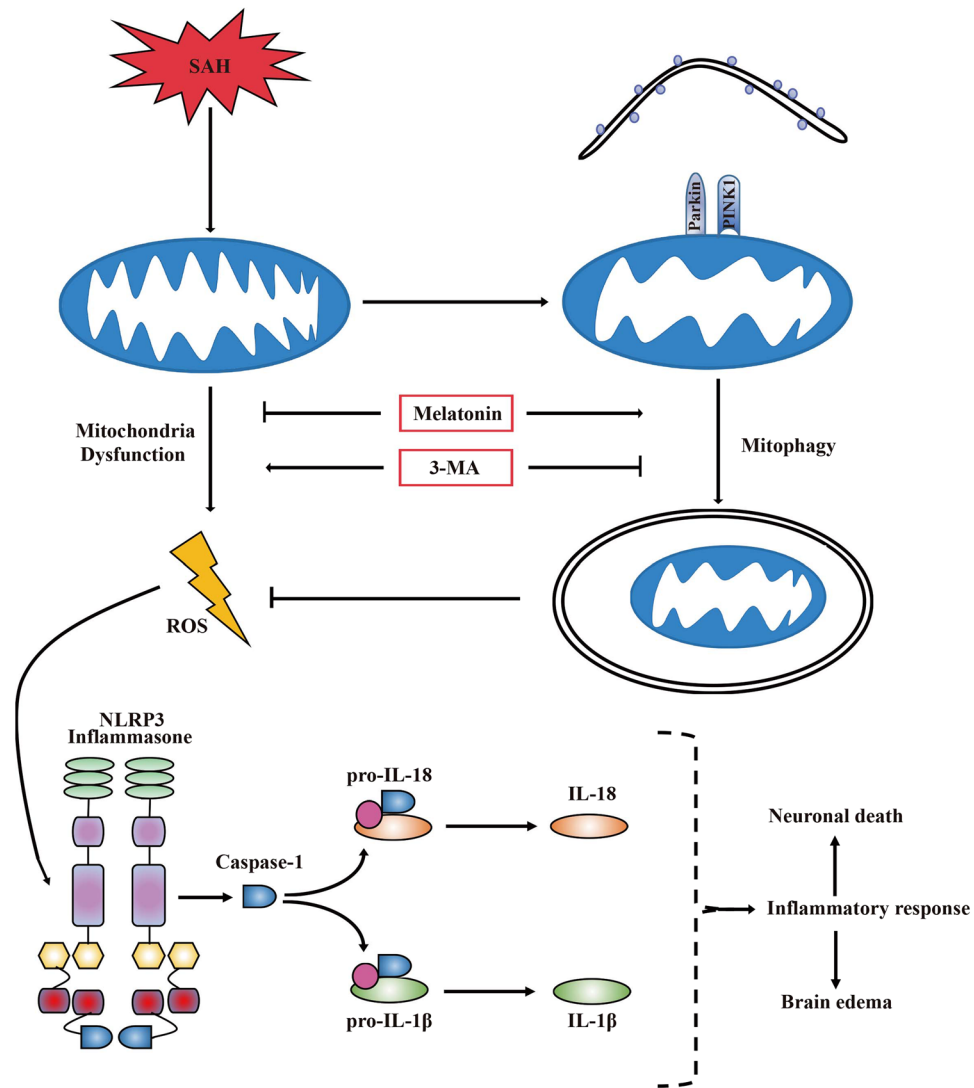 SAH
Parkin
PINK1
Mitochondria
Dysfunction
Melatonin
3-MA
Mitophagy
ROS
NLRP3
Inflammasone
pro-IL-18
IL-18
Caspase-1
Neuronal death
Inflammatory response
Brain edema
pro-IL-1β
IL-1β